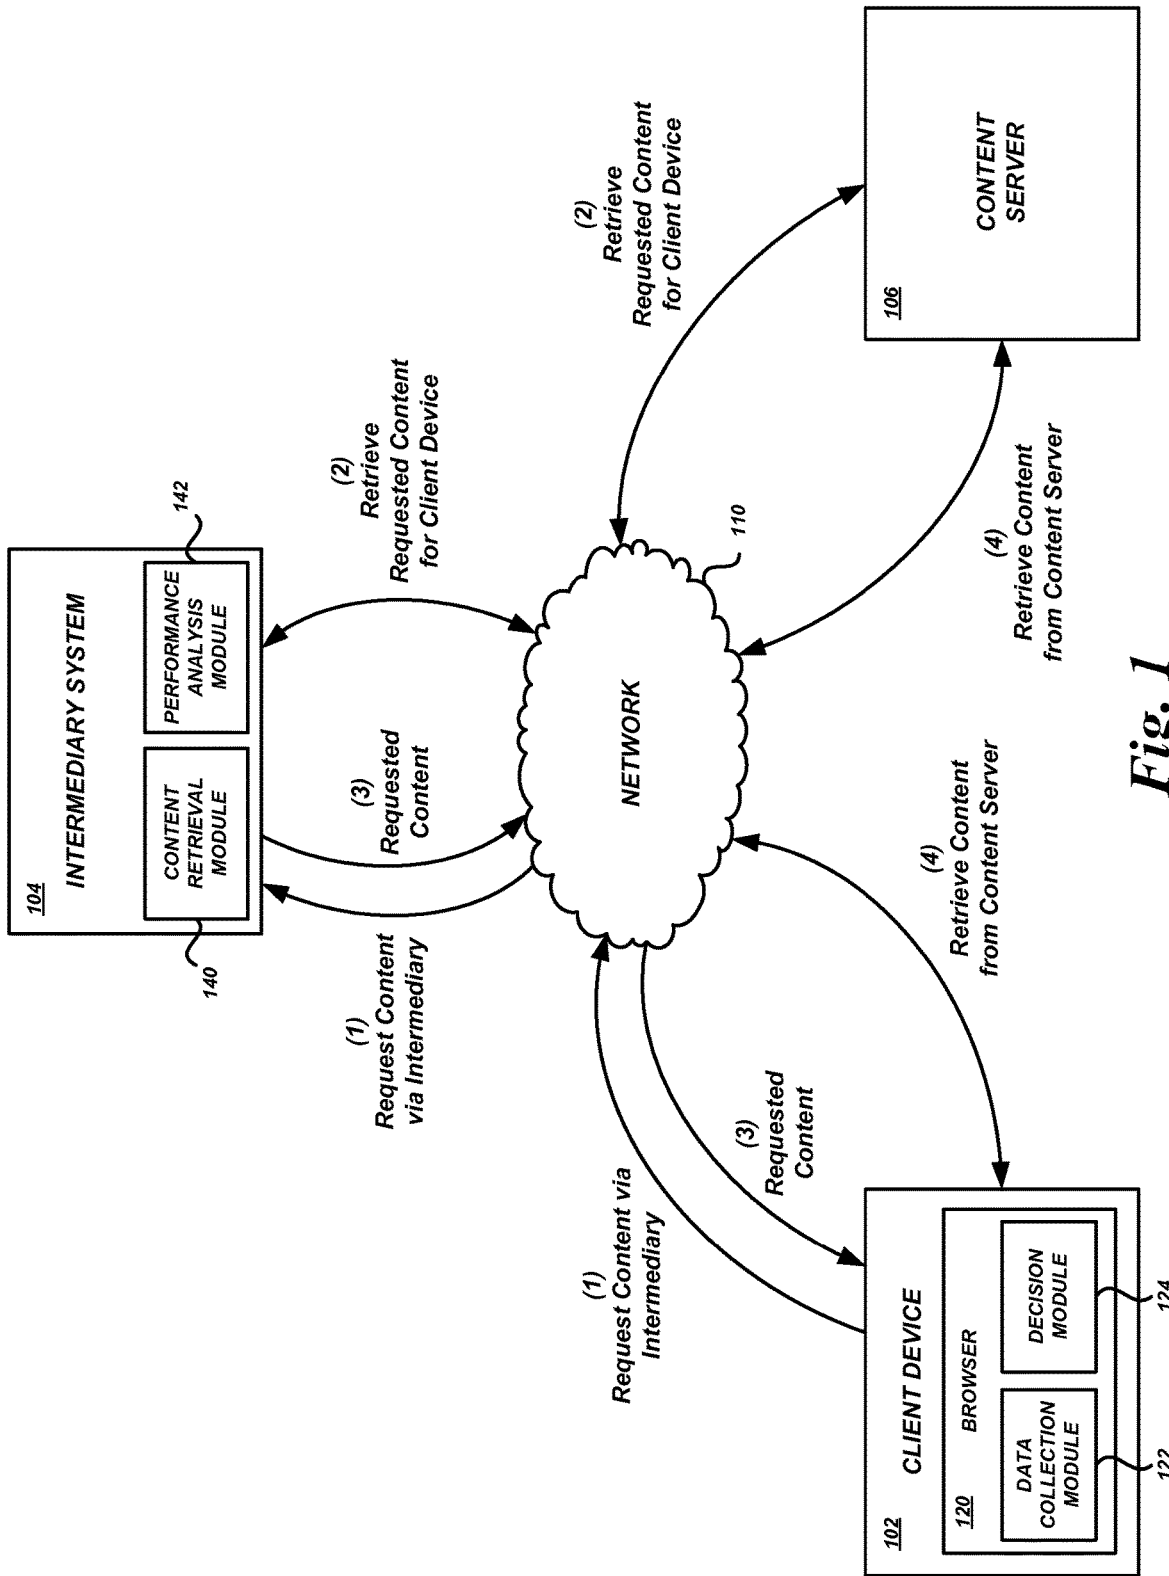 104
INTERMEDIARY SYSTEM
CONTENT
RETRIEVAL
MODULE
PERFORMANCE
ANALYSIS
MODULE
140
142
(1)
Request Content
via Intermediary
(3)
Requested
Content
(2)
Retrieve
Requested Content
for Client Device
(2)
Retrieve
Requested Content
for Client Device
NETWORK
110
(1)
Request Content via
Intermediary
(3)
Requested
Content
(4)
Retrieve Content
from Content Server
(4)
Retrieve Content
from Content Server
102
CLIENT DEVICE
120
BROWSER
DATA
COLLECTION
MODULE
DECISION
MODULE
122
124
106
CONTENT
SERVER
Fig. 1